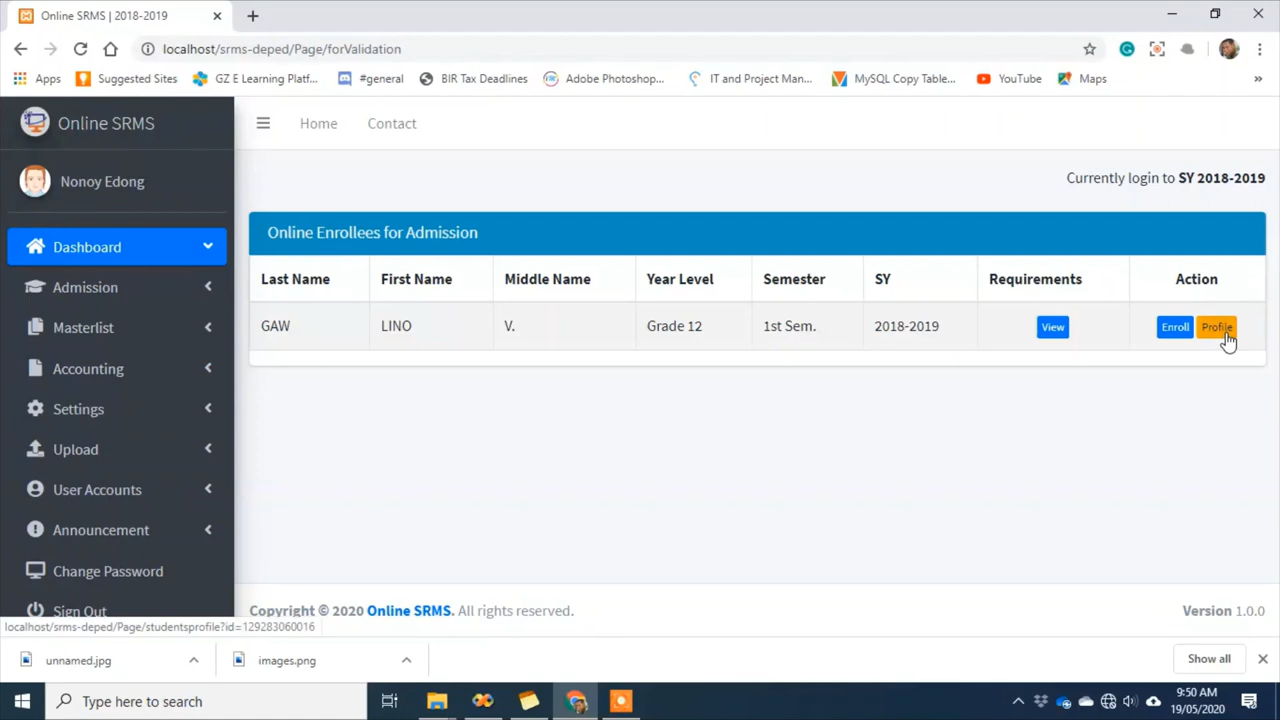 Online SRMS | 2018-2019
localhost/srms-deped/Page/forValidation
Apps Suggested Sites GZ E Learning Platf... #general BIR Tax Deadlines Adobe Photoshop... IT and Project Man... MySQL Copy Table... YouTube Maps »
Online SRMS
Home Contact
Nonoy Edong
Currently login to SY 2018-2019
Dashboard
Admission
Masterlist
Accounting
Settings
Upload
User Accounts
Announcement
Change Password
Sign Out
Online Enrollees for Admission
Last Name First Name Middle Name Year Level Semester SY Requirements Action
GAW LINO V. Grade 12 1st Sem. 2018-2019 View Enroll Profile
Copyright © 2020 Online SRMS. All rights reserved. Version 1.0.0
localhost/srms-deped/Page/studentsprofile?id=129283060016
unnamed.jpg images.png Show all
Type here to search
9:50 AM
19/05/2020